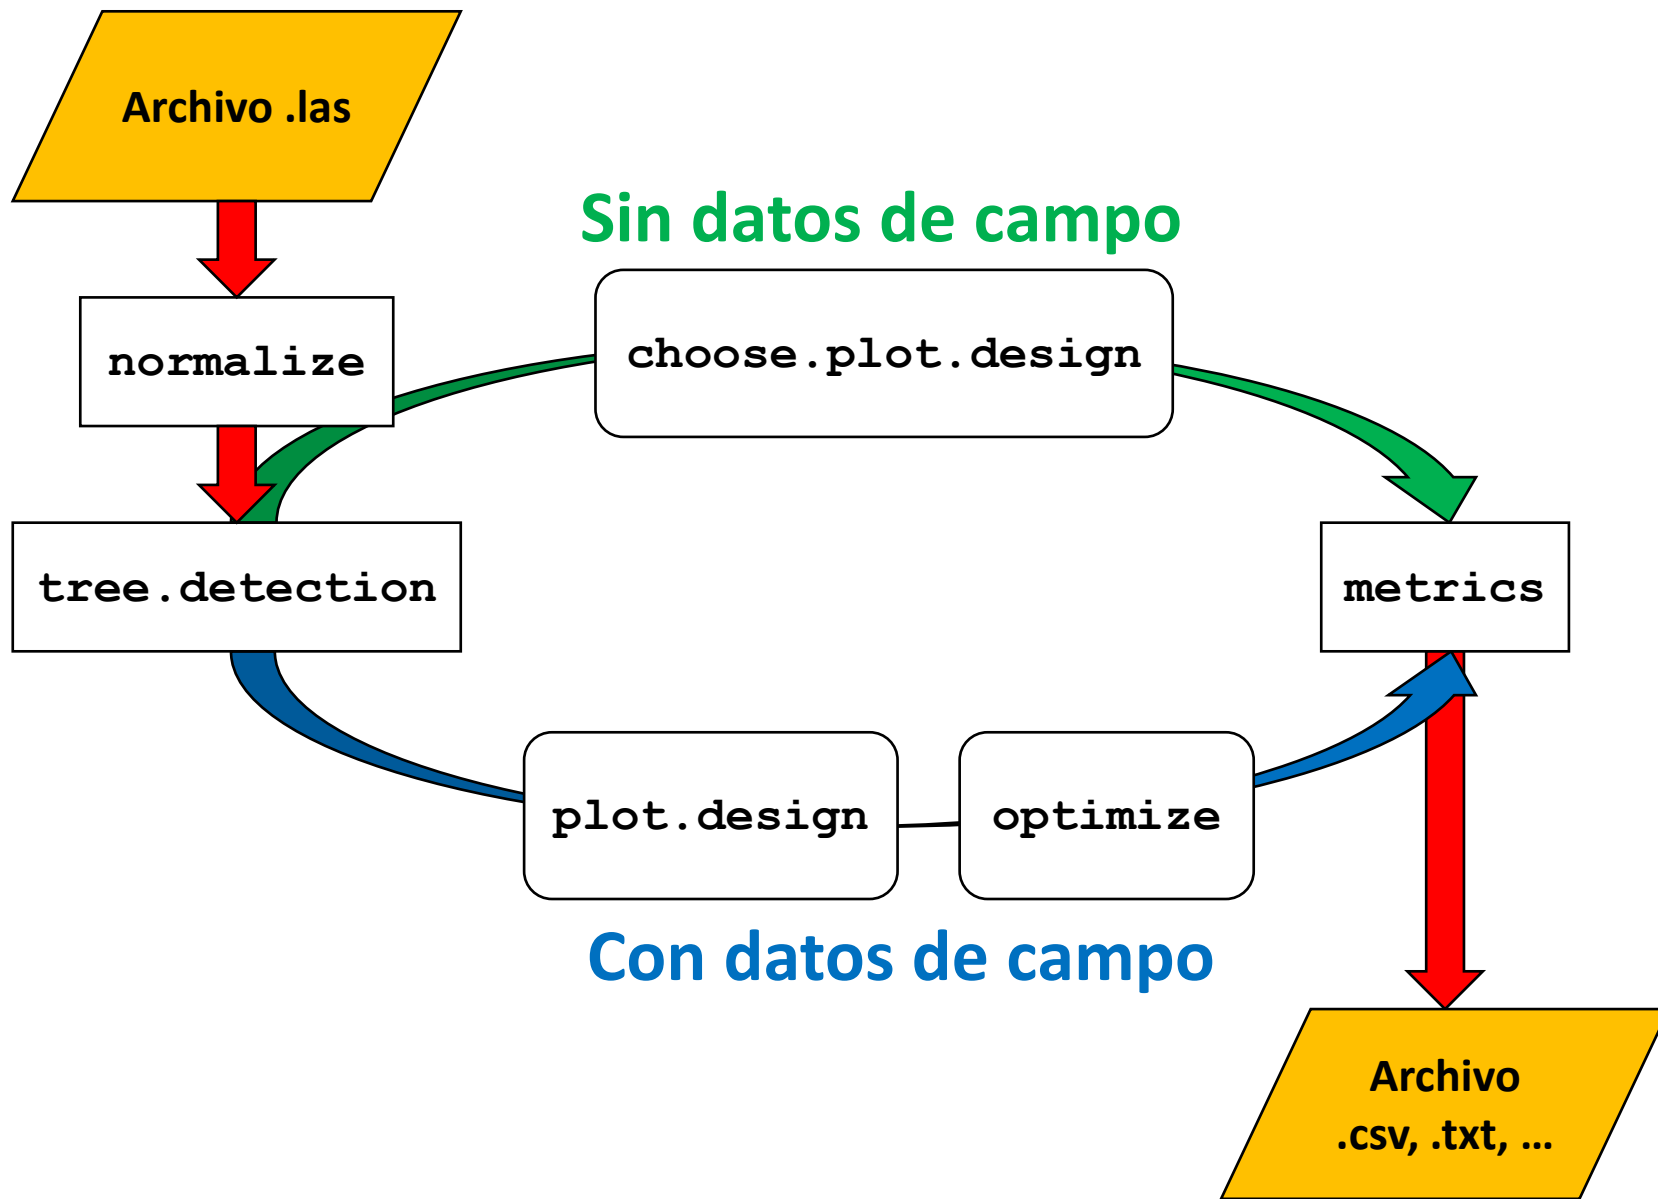 Archivo .las
Sin datos de campo
normalize
choose.plot.design
tree.detection
metrics
plot.design
optimize
Con datos de campo
Archivo
.csv, .txt, ...